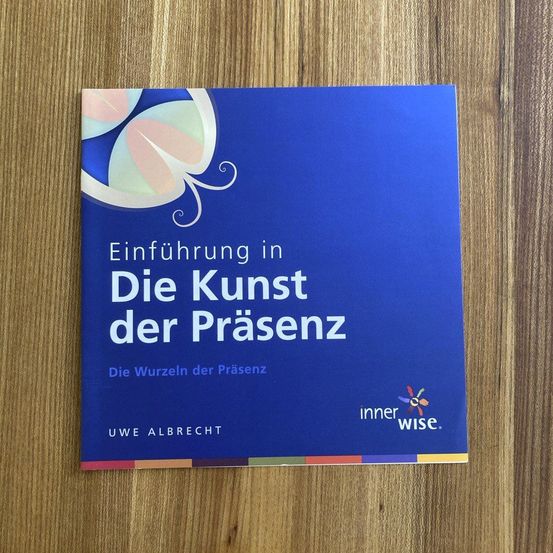 Einführung in
Die Kunst
der Präsenz
Die Wurzeln der Präsenz
UWE ALBRECHT
inner
wise®